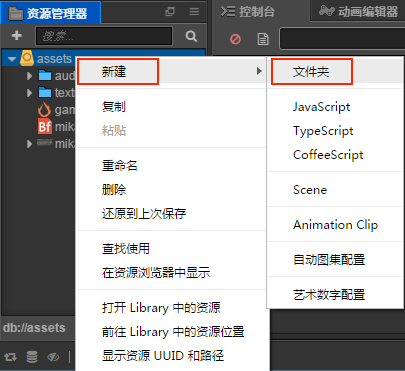 资源管理器
控制台
动画编辑器
搜索...
assets
新建
文件夹
aud
text
gam
Bf
mika
mika
复制
粘贴
重命名
删除
还原到上次保存
查找使用
在资源浏览器中显示
打开 Library 中的资源
前往 Library 中的资源位置
显示资源 UUID 和路径
JavaScript
TypeScript
CoffeeScript
Scene
Animation Clip
自动图集配置
艺术数字配置
db://assets